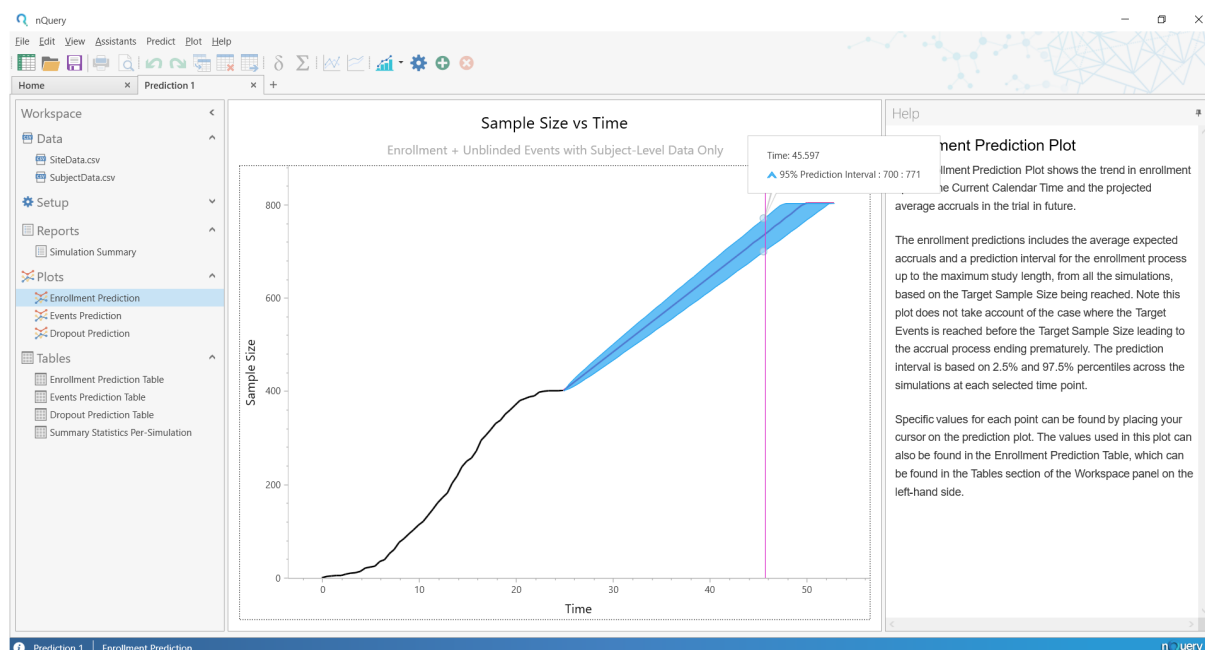 nQuery
File Edit View Assistants Predict Plot Help
Home × Prediction 1 × +
Workspace
Data
SiteData.csv
SubjectData.csv
Setup
Reports
Simulation Summary
Plots
Enrollment Prediction
Events Prediction
Dropout Prediction
Tables
Enrollment Prediction Table
Events Prediction Table
Dropout Prediction Table
Summary Statistics Per-Simulation
Sample Size vs Time
Enrollment + Unblinded Events with Subject-Level Data Only
Time: 45.597
95% Prediction Interval : 700 : 771
Sample Size
800
600
400
200
0
0 10 20 30 40 50
Time
Help
ment Prediction Plot
llment Prediction Plot shows the trend in enrollment
e Current Calendar Time and the projected
average accruals in the trial in future.
The enrollment predictions includes the average expected
accruals and a prediction interval for the enrollment process
up to the maximum study length, from all the simulations,
based on the Target Sample Size being reached. Note this
plot does not take account of the case where the Target
Events is reached before the Target Sample Size leading to
the accrual process ending prematurely. The prediction
interval is based on 2.5% and 97.5% percentiles across the
simulations at each selected time point.
Specific values for each point can be found by placing your
cursor on the prediction plot. The values used in this plot can
also be found in the Enrollment Prediction Table, which can
be found in the Tables section of the Workspace panel on the
left-hand side.
Prediction 1 | Enrollment Prediction
nQuery